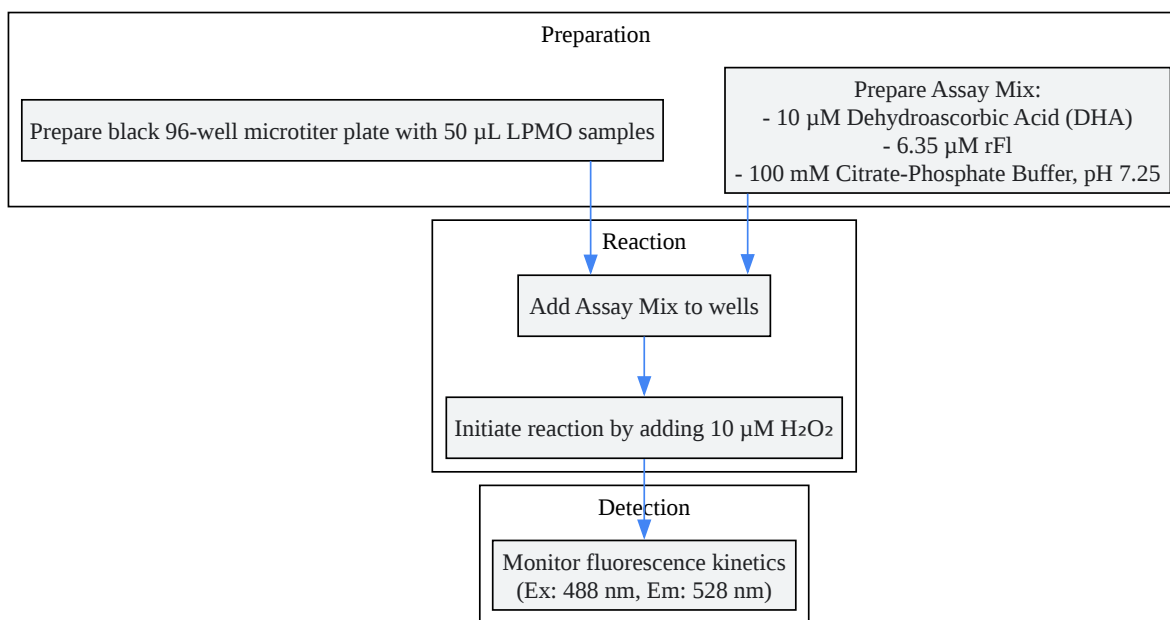 Preparation
Prepare black 96-well microtiter plate with 50 µL LPMO samples
Prepare Assay Mix:
- 10 µM Dehydroascorbic Acid (DHA)
- 6.35 µM rFl
- 100 mM Citrate-Phosphate Buffer, pH 7.25
Reaction
Add Assay Mix to wells
Initiate reaction by adding 10 µM H₂O₂
Detection
Monitor fluorescence kinetics
(Ex: 488 nm, Em: 528 nm)